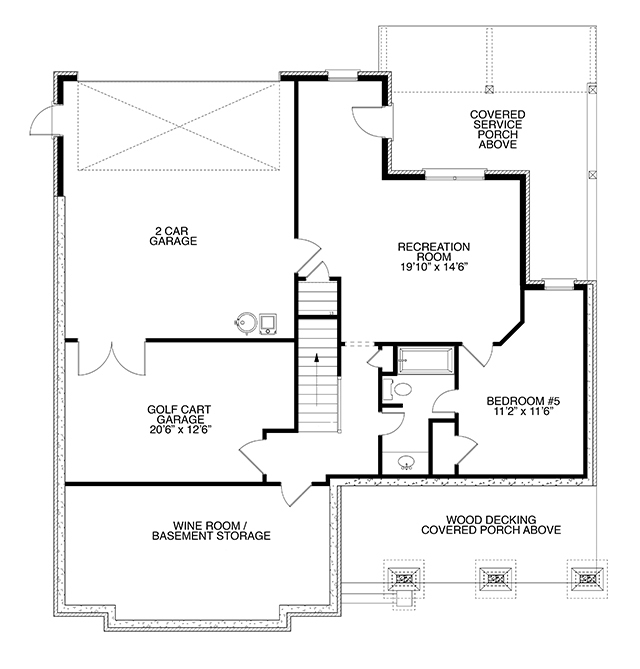 COVERED
SERVICE
PORCH
ABOVE
2 CAR
GARAGE
RECREATION
ROOM
19'10" x 14'6"
GOLF CART
GARAGE
20'6" x 12'6"
BEDROOM #5
11'2" x 11'6"
WINE ROOM /
BASEMENT STORAGE
WOOD DECKING
COVERED PORCH ABOVE